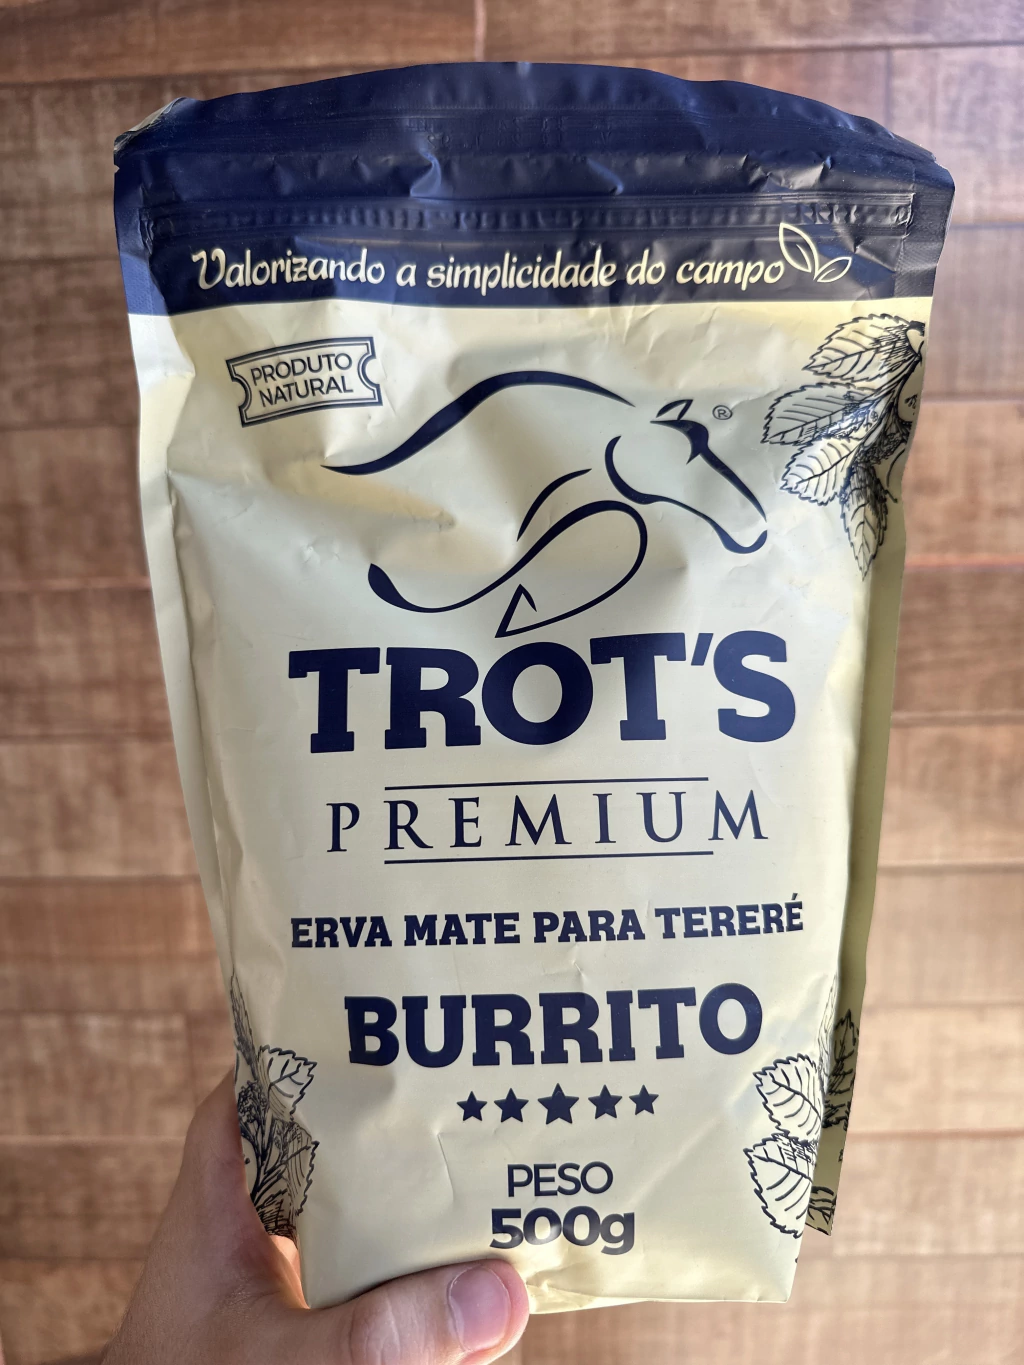 Valorizando a simplicidade do campo
PRODUTO
NATURAL
®
TROT'S
PREMIUM
ERVA MATE PARA TERERÉ
BURRITO
PESO
500g